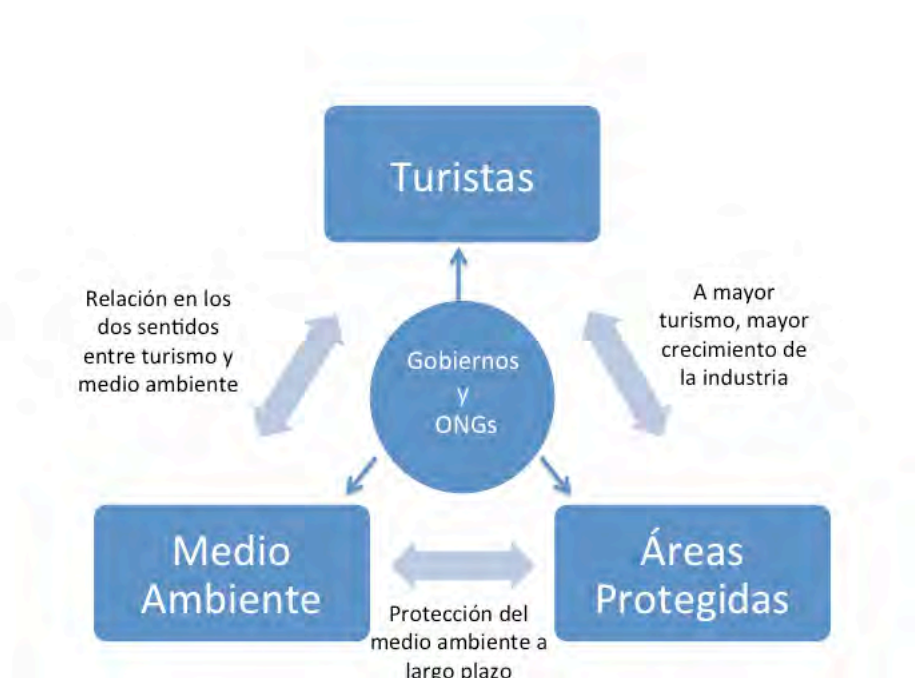 Turistas
Relación en los
dos sentidos
entre turismo y
medio ambiente
A mayor
turismo, mayor
crecimiento de
la industria
Gobiernos
y
ONGs
Medio
Ambiente
Áreas
Protegidas
Protección del
medio ambiente a
largo plazo